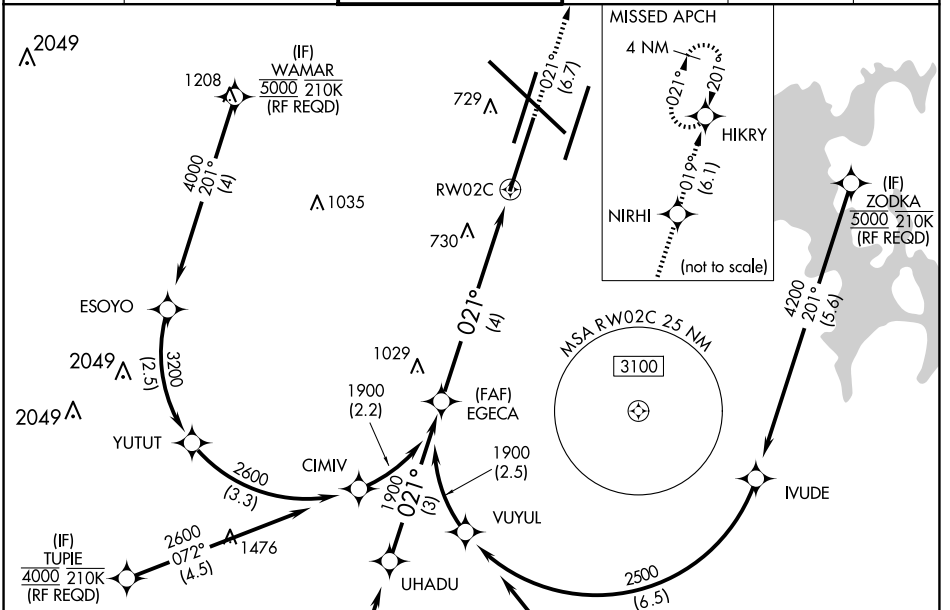 2049
(IF)
WAMAR
5000 210K
(RF REQD)
1208
4000
201°
(4)
1035
729
021°
(6.7)
MISSED APCH
4 NM
021°
201°
HIKRY
019°
(6.1)
NIRHI
(not to scale)
(IF)
ZODKA
5000 210K
(RF REQD)
RW02C
730
4200
201°
(5.6)
ESOYO
3200
(2.5)
2049
2049
021°
(4)
MSA RW02C 25 NM
3100
1029
(FAF)
EGECA
1900
(2.2)
YUTUT
2600
(3.3)
CIMIV
1900
021°
(3)
1900
(2.5)
IVUDE
VUYUL
(IF)
TUPIE
4000 210K
(RF REQD)
2600
072°
(4.5)
1476
UHADU
2500
(6.5)